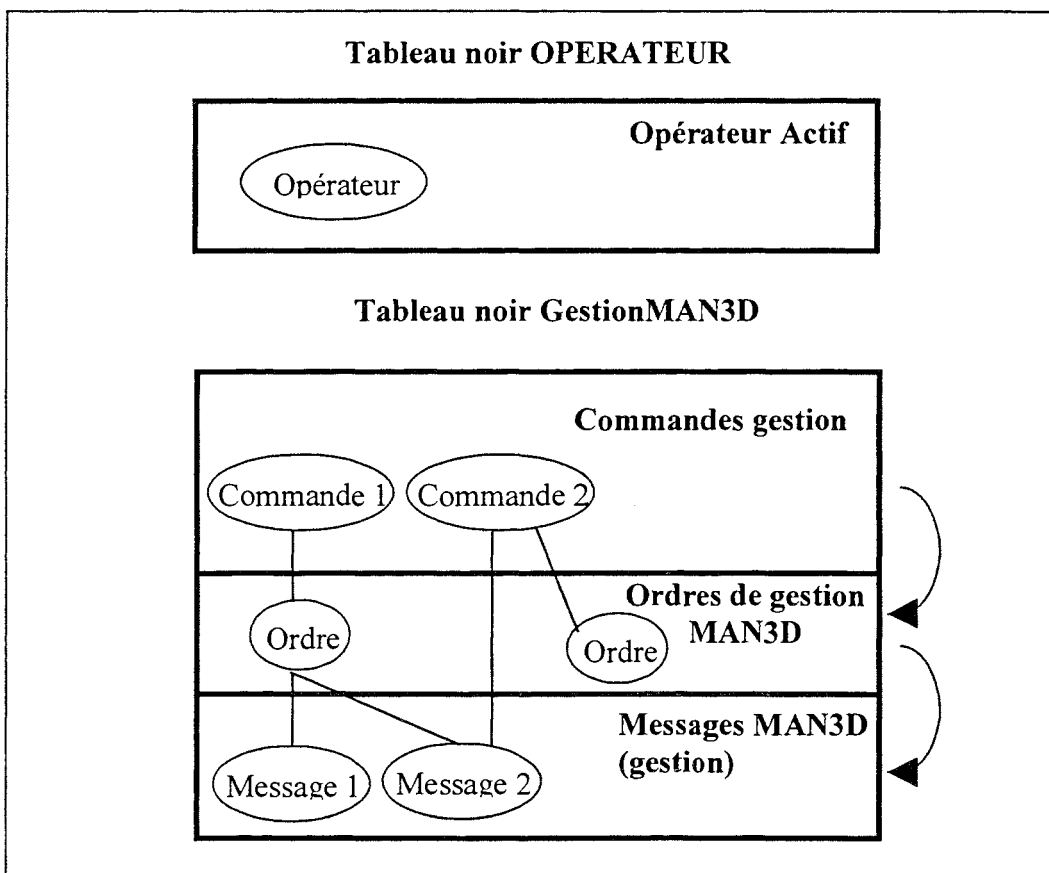 Tableau noir OPERATEUR
Opérateur Actif
Opérateur
Tableau noir GestionMAN3D
Commandes gestion
Commande 1
Commande 2
Ordres de gestion
MAN3D
Ordre
Ordre
Messages MAN3D
(gestion)
Message 1
Message 2